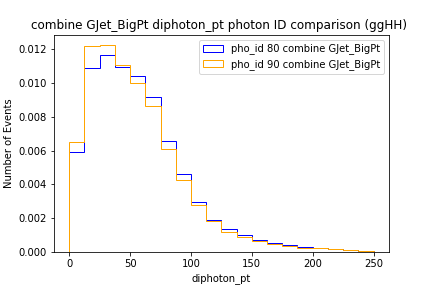 combine GJet_BigPt diphoton_pt photon ID comparison (ggHH)
pho_id 80 combine GJet_BigPt
pho_id 90 combine GJet_BigPt
0.012
0.010
0.008
0.006
0.004
0.002
0.000
Number of Events
0 50 100 150 200 250
diphoton_pt